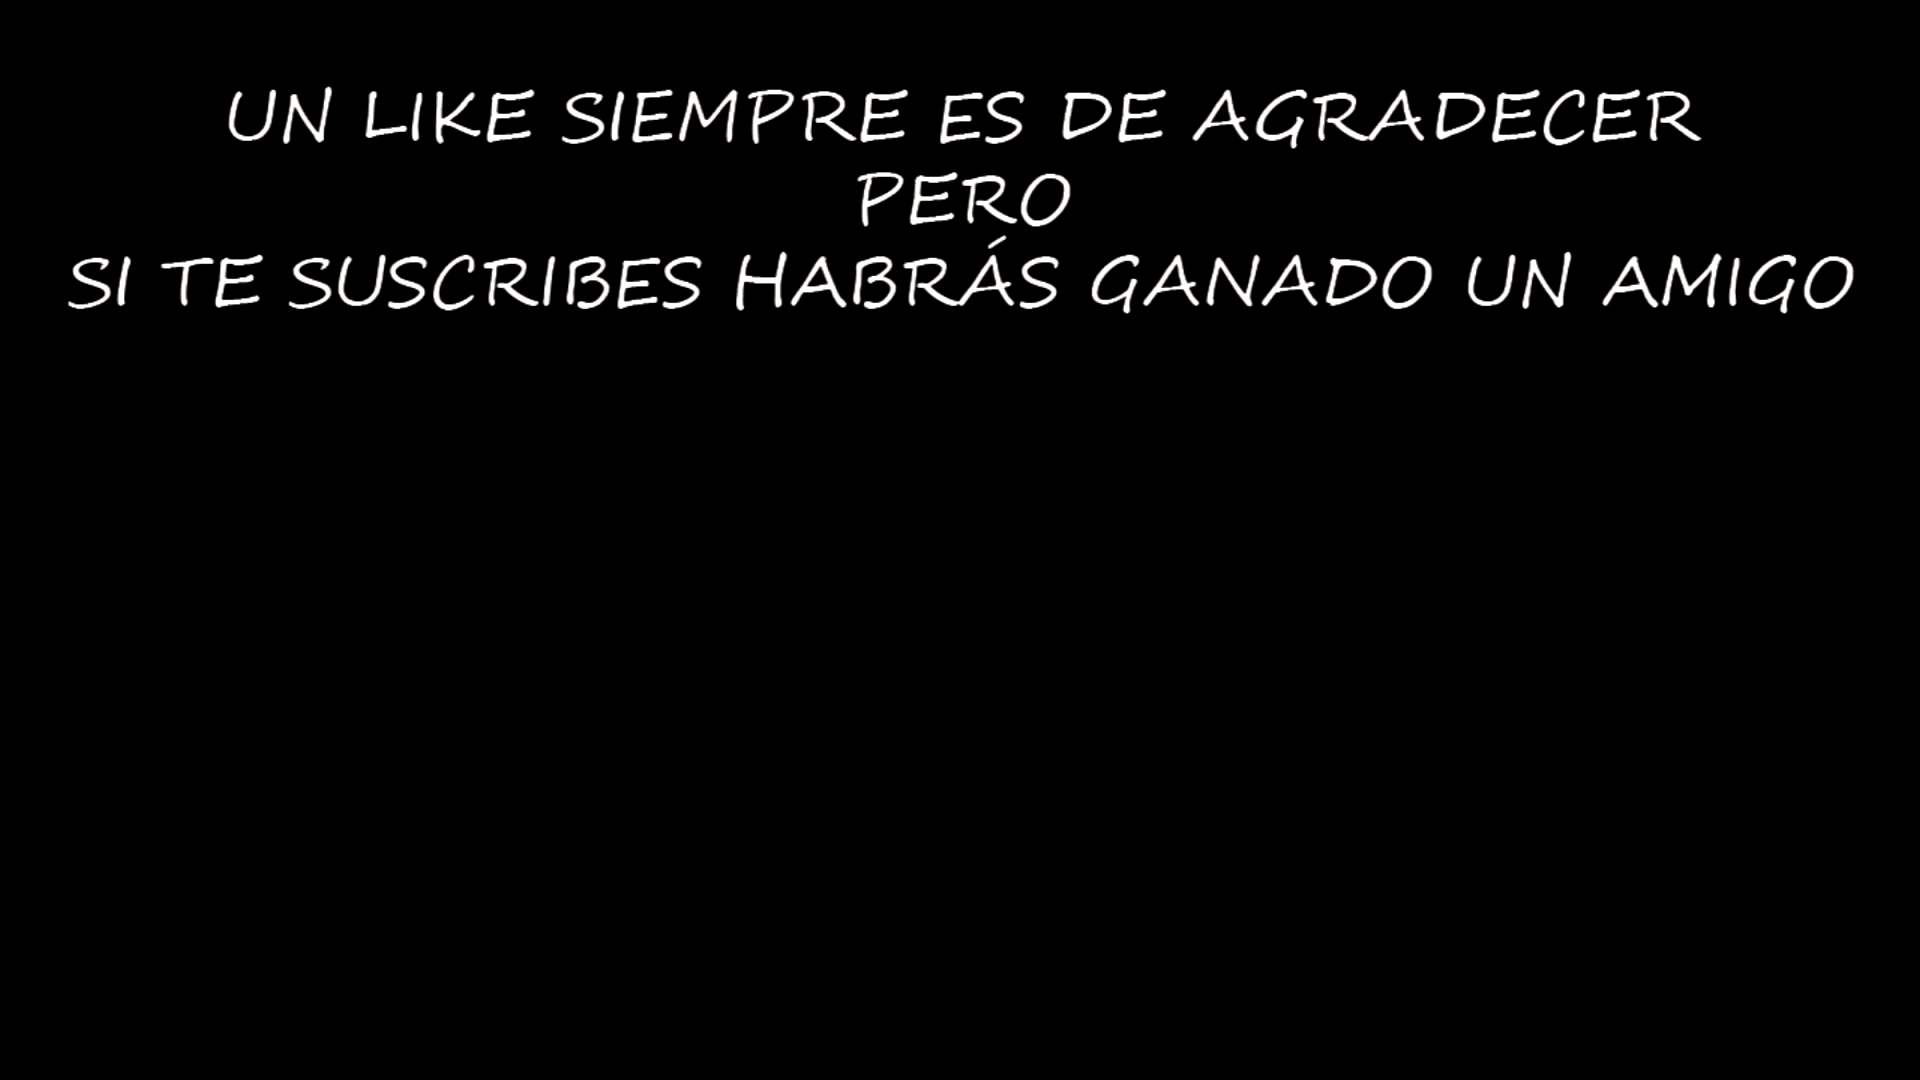 UN LIKE SIEMPRE ES DE AGRADECER
PERO
SI TE SUSCRIBES HABRÁS GANADO UN AMIGO